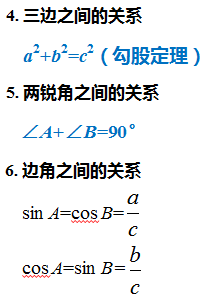 4. 三边之间的关系
a²+b²=c²（勾股定理）
5. 两锐角之间的关系
∠A+∠B=90°
6. 边角之间的关系
sin A=cos B=a/c
cosA=sin B=b/c